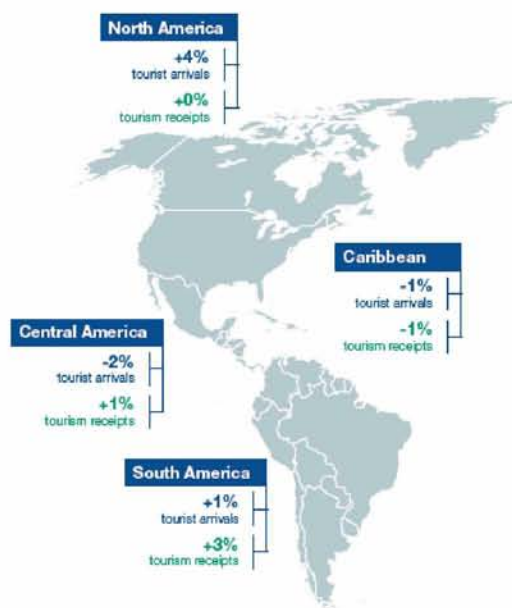 North America
+4%
tourist arrivals
+0%
tourism receipts
Caribbean
-1%
tourist arrivals
-1%
tourism receipts
Central America
-2%
tourist arrivals
+1%
tourism receipts
South America
+1%
tourist arrivals
+3%
tourism receipts